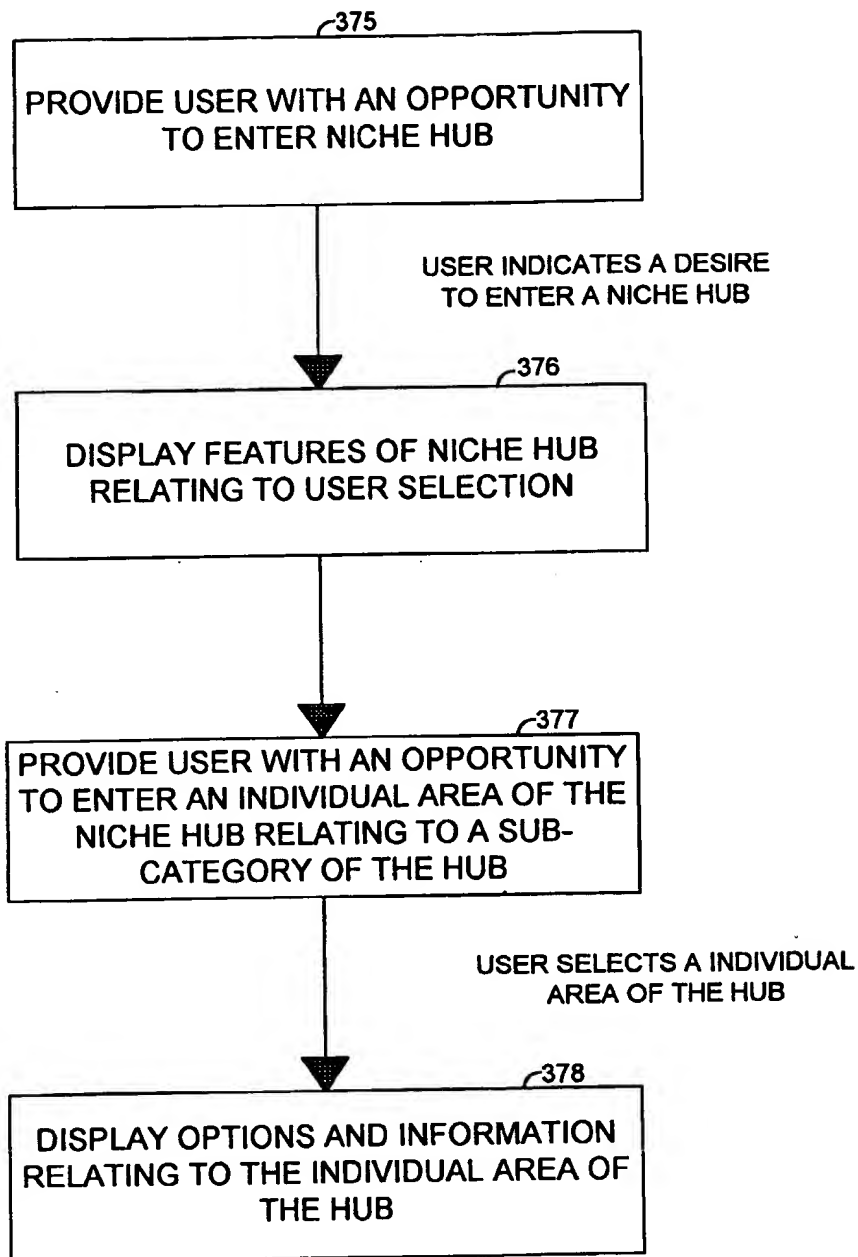 375
PROVIDE USER WITH AN OPPORTUNITY
TO ENTER NICHE HUB
USER INDICATES A DESIRE
TO ENTER A NICHE HUB
376
DISPLAY FEATURES OF NICHE HUB
RELATING TO USER SELECTION
377
PROVIDE USER WITH AN OPPORTUNITY
TO ENTER AN INDIVIDUAL AREA OF THE
NICHE HUB RELATING TO A SUB-
CATEGORY OF THE HUB
USER SELECTS A INDIVIDUAL
AREA OF THE HUB
378
DISPLAY OPTIONS AND INFORMATION
RELATING TO THE INDIVIDUAL AREA OF
THE HUB